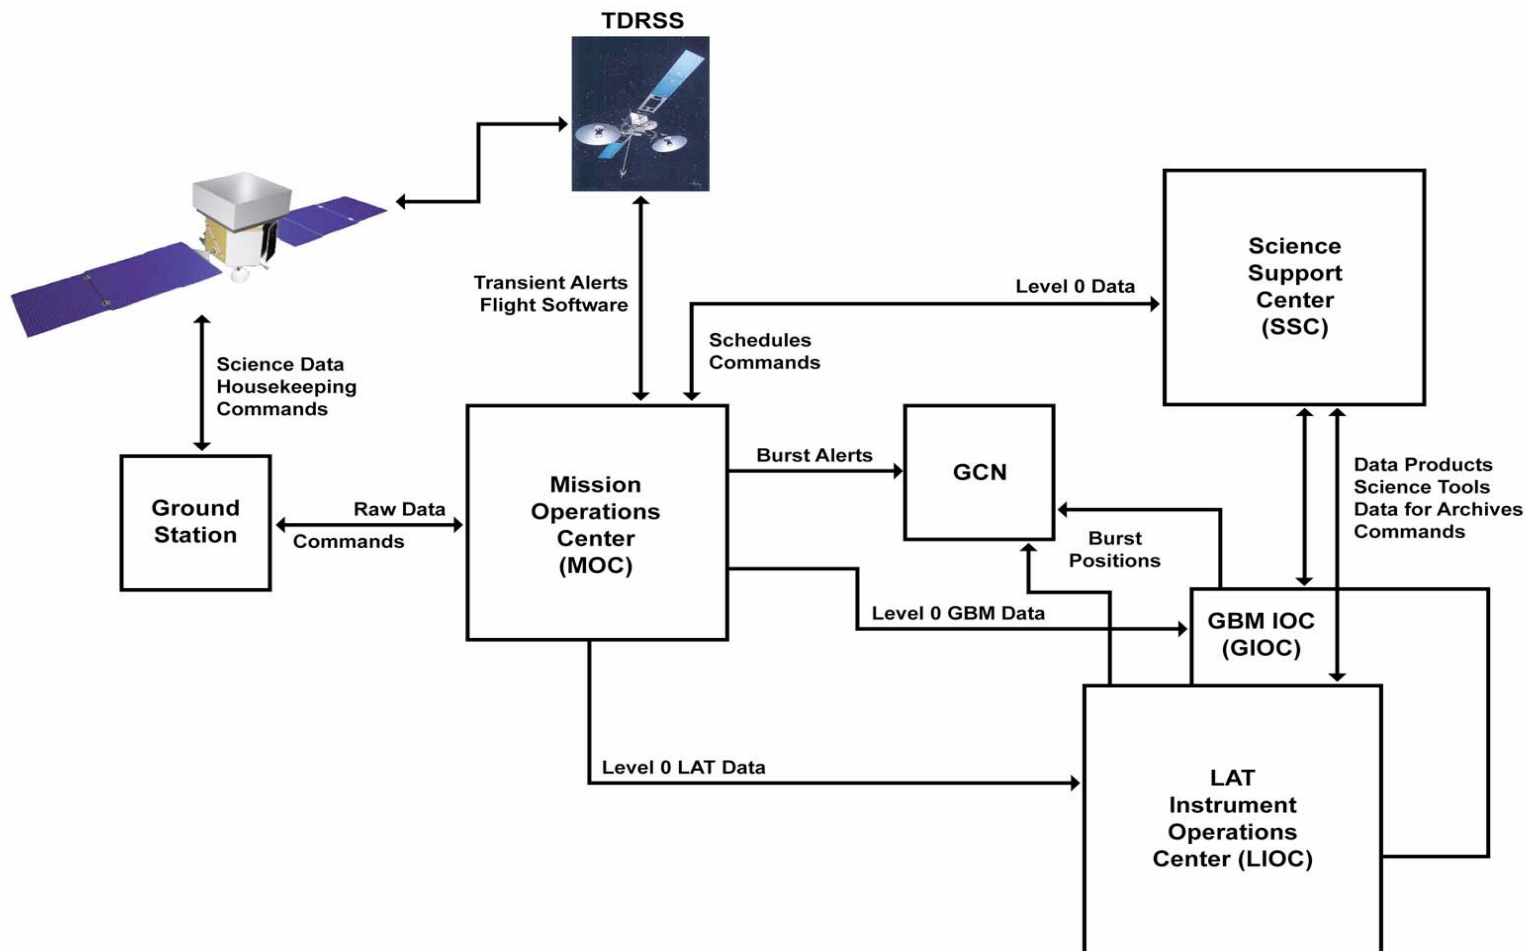 TDRSS
Transient Alerts
Flight Software
Level 0 Data
Science
Support
Center
(SSC)
Schedules
Commands
Science Data
Housekeeping
Commands
Ground
Station
Raw Data
Commands
Mission
Operations
Center
(MOC)
Burst Alerts
GCN
Data Products
Science Tools
Data for Archives
Commands
Burst
Positions
Level 0 GBM Data
GBM IOC
(GIOC)
Level 0 LAT Data
LAT
Instrument
Operations
Center (LIOC)